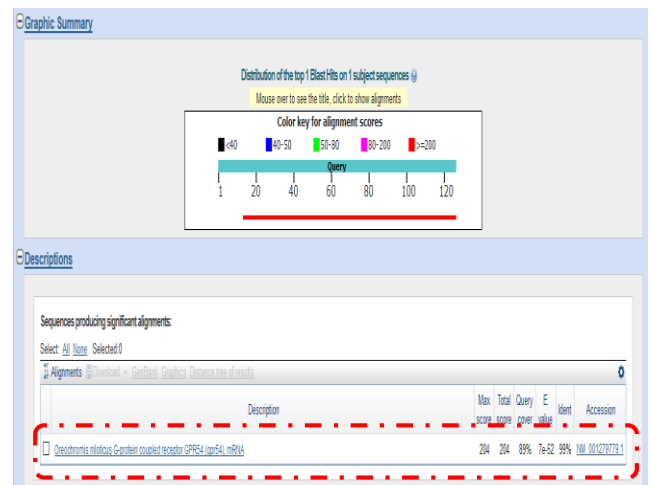 Graphic Summary
Distribution of the top 1 Blast Hits on 1 subject sequences
Mouse over to see the title, click to show alignments
Color key for alignment scores
<40 40-50 50-80 80-200 >=200
Query
1 20 40 60 80 100 120
Descriptions
Sequences producing significant alignments:
Select: All None Selected:0
Alignments Download GenBank Graphics Distance tree of results
Description Max score Total score Query cover E value Ident Accession
Oreochromis niloticus G-protein coupled receptor GPR54 (gpr54), mRNA 204 204 89% 7e-52 99% NM_001279779.1